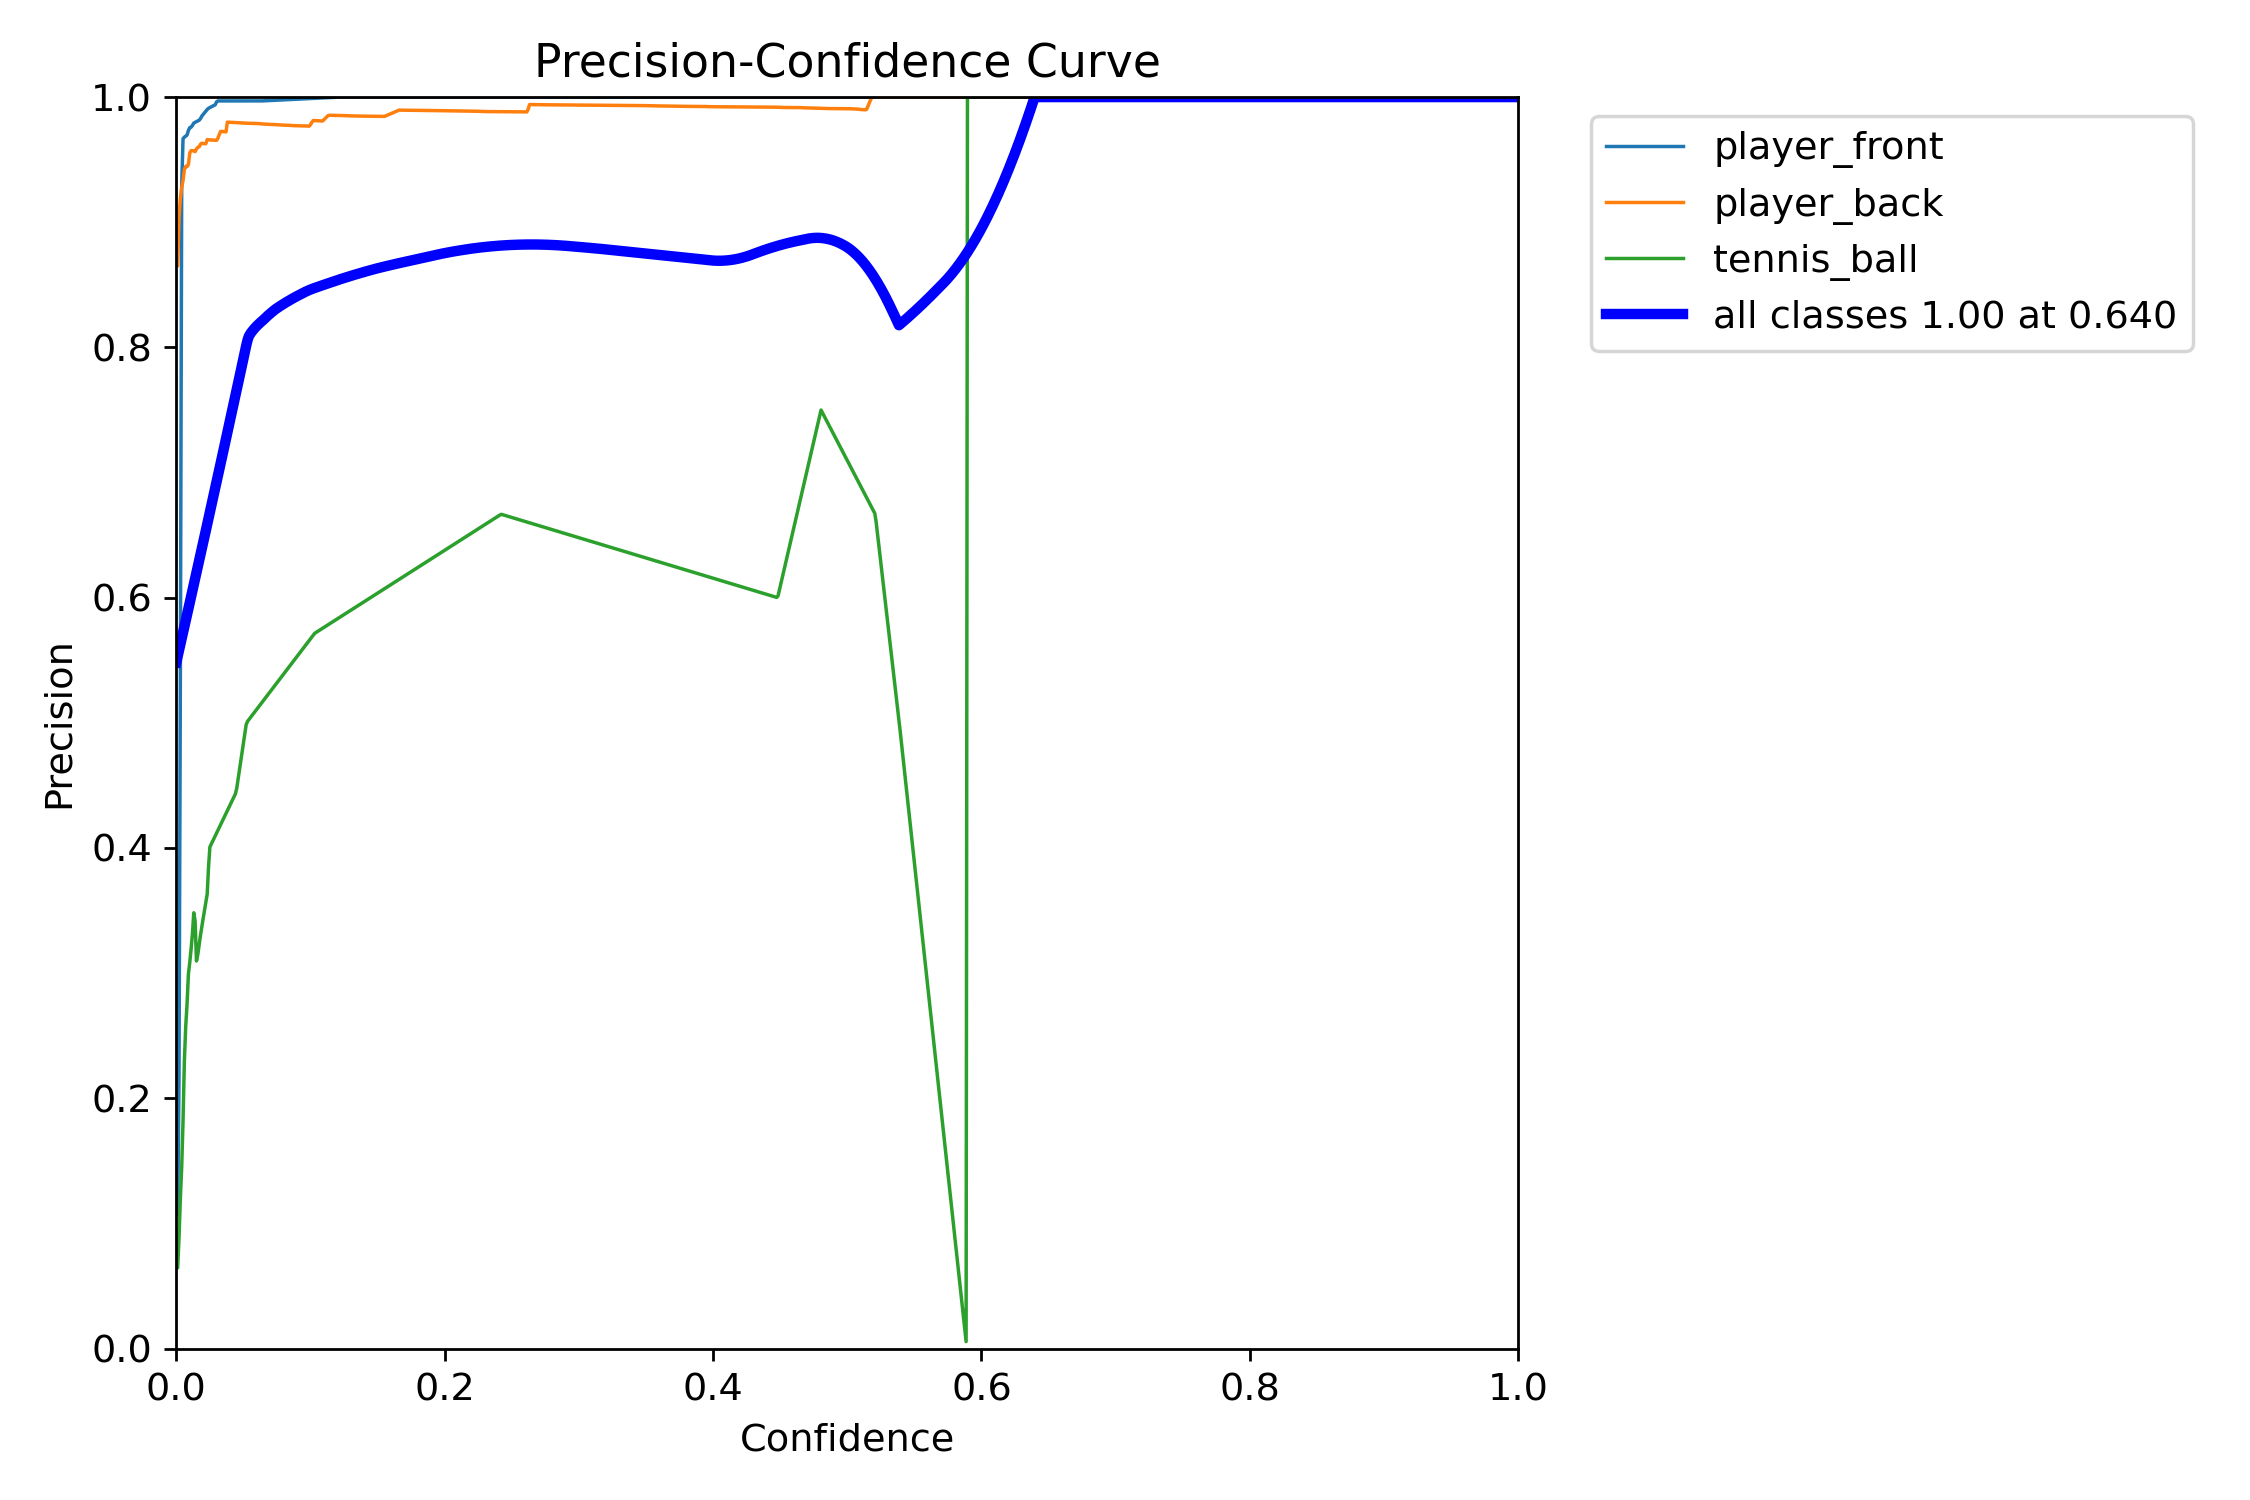 Precision-Confidence Curve
1.0
0.8
0.6
0.4
0.2
0.0
Precision
0.0 0.2 0.4 0.6 0.8 1.0
Confidence
player_front
player_back
tennis_ball
all classes 1.00 at 0.640